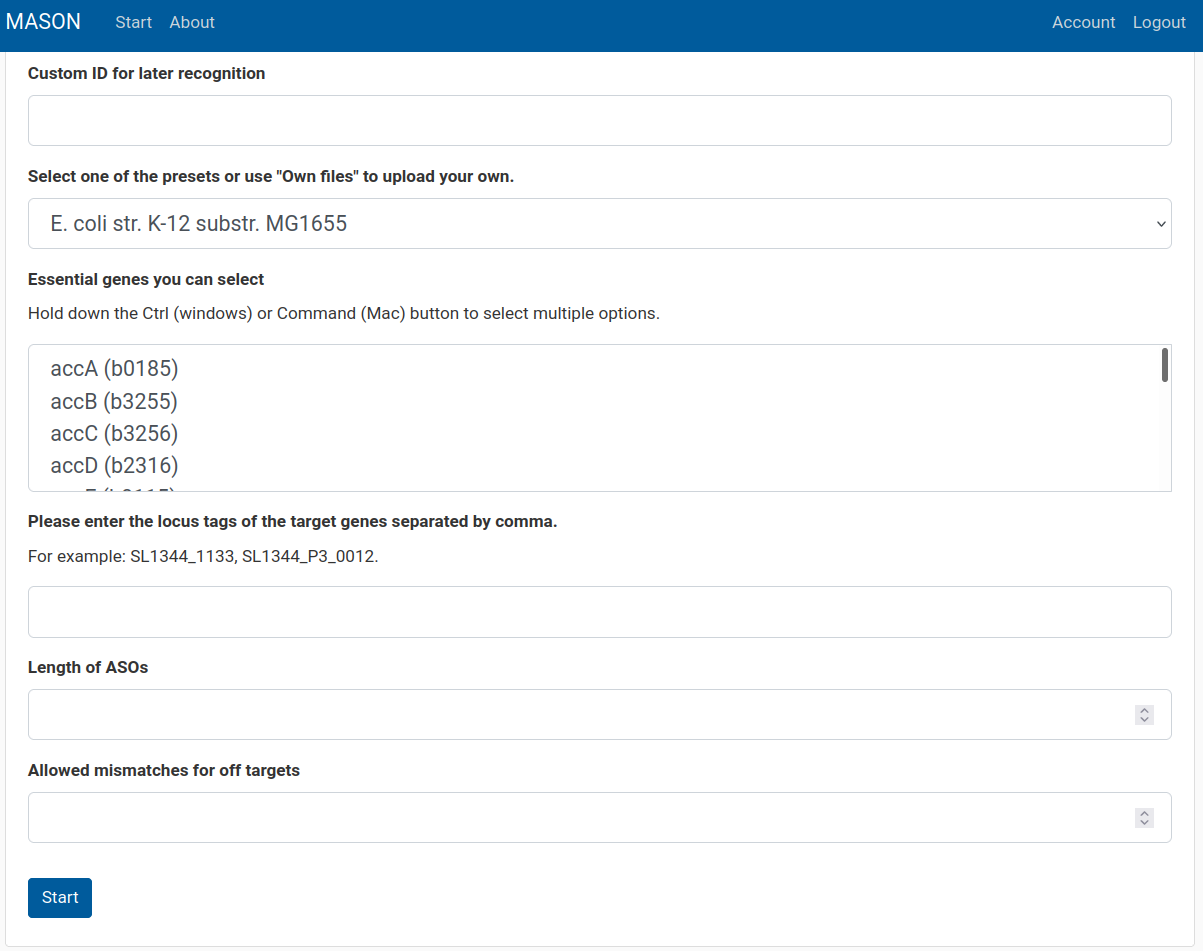 MASON Start About Account Logout
Custom ID for later recognition
Select one of the presets or use "Own files" to upload your own.
E. coli str. K-12 substr. MG1655
Essential genes you can select
Hold down the Ctrl (windows) or Command (Mac) button to select multiple options.
accA (b0185)
accB (b3255)
accC (b3256)
accD (b2316)
Please enter the locus tags of the target genes separated by comma.
For example: SL1344_1133, SL1344_P3_0012.
Length of ASOs
Allowed mismatches for off targets
Start